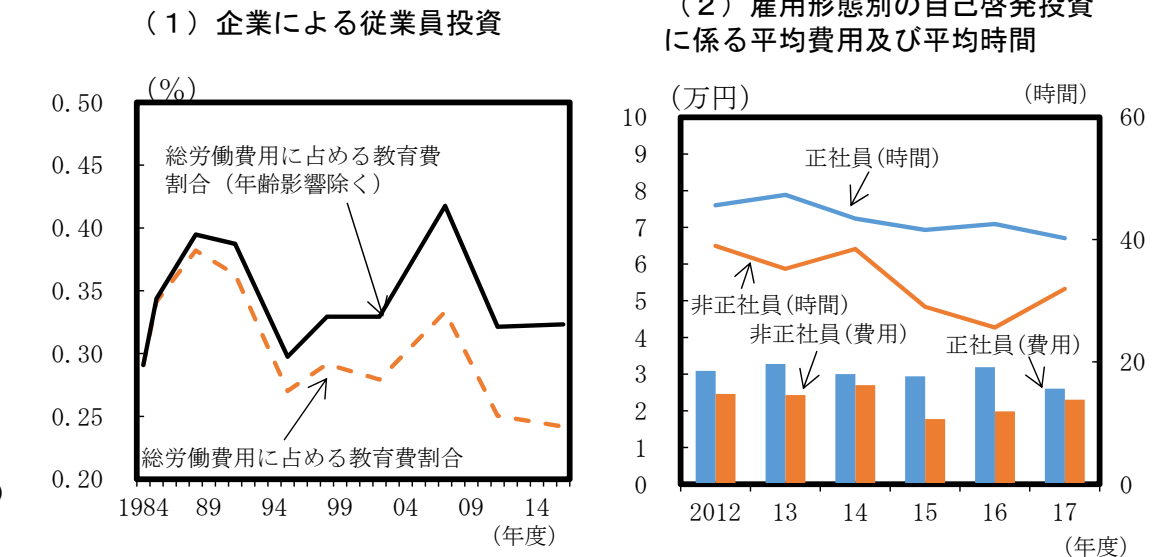 （１）企業による従業員投資
（２）雇用形態別の自己啓発投資
に係る平均費用及び平均時間
(％)
0.50
0.45
0.40
0.35
0.30
0.25
0.20
総労働費用に占める教育費
割合（年齢影響除く）
総労働費用に占める教育費割合
1984 89 94 99 04 09 14
(年度)
(万円)
(時間)
10
9
8
7
6
5
4
3
2
1
0
60
40
20
0
正社員(時間)
非正社員(時間)
非正社員(費用)
正社員(費用)
2012 13 14 15 16 17
(年度)